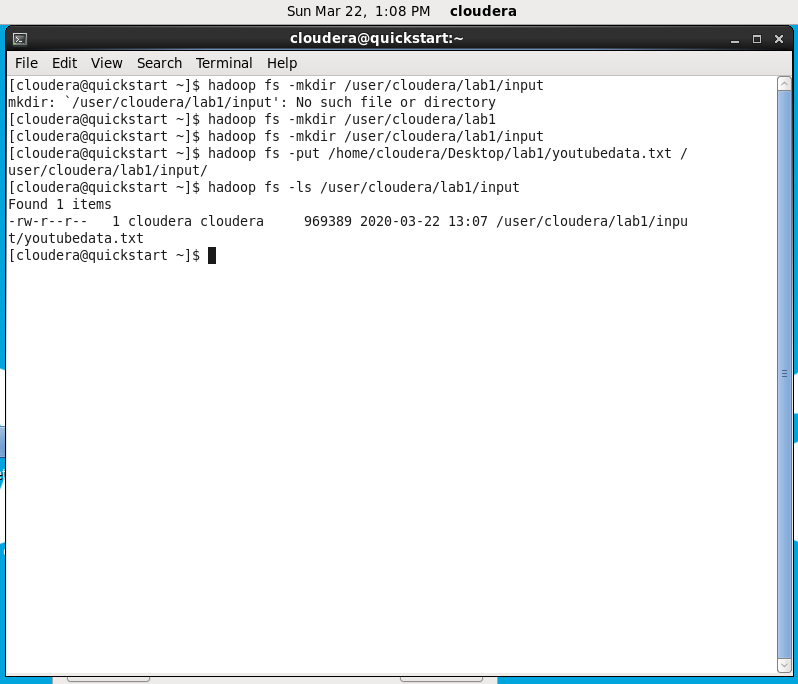 Sun Mar 22, 1:08 PM cloudera
cloudera@quickstart:~
File Edit View Search Terminal Help
[cloudera@quickstart ~]$ hadoop fs -mkdir /user/cloudera/lab1/input
mkdir: `/user/cloudera/lab1/input': No such file or directory
[cloudera@quickstart ~]$ hadoop fs -mkdir /user/cloudera/lab1
[cloudera@quickstart ~]$ hadoop fs -mkdir /user/cloudera/lab1/input
[cloudera@quickstart ~]$ hadoop fs -put /home/cloudera/Desktop/lab1/youtubedata.txt /
user/cloudera/lab1/input/
[cloudera@quickstart ~]$ hadoop fs -ls /user/cloudera/lab1/input
Found 1 items
-rw-r--r--   1 cloudera cloudera     969389 2020-03-22 13:07 /user/cloudera/lab1/inpu
t/youtubedata.txt
[cloudera@quickstart ~]$